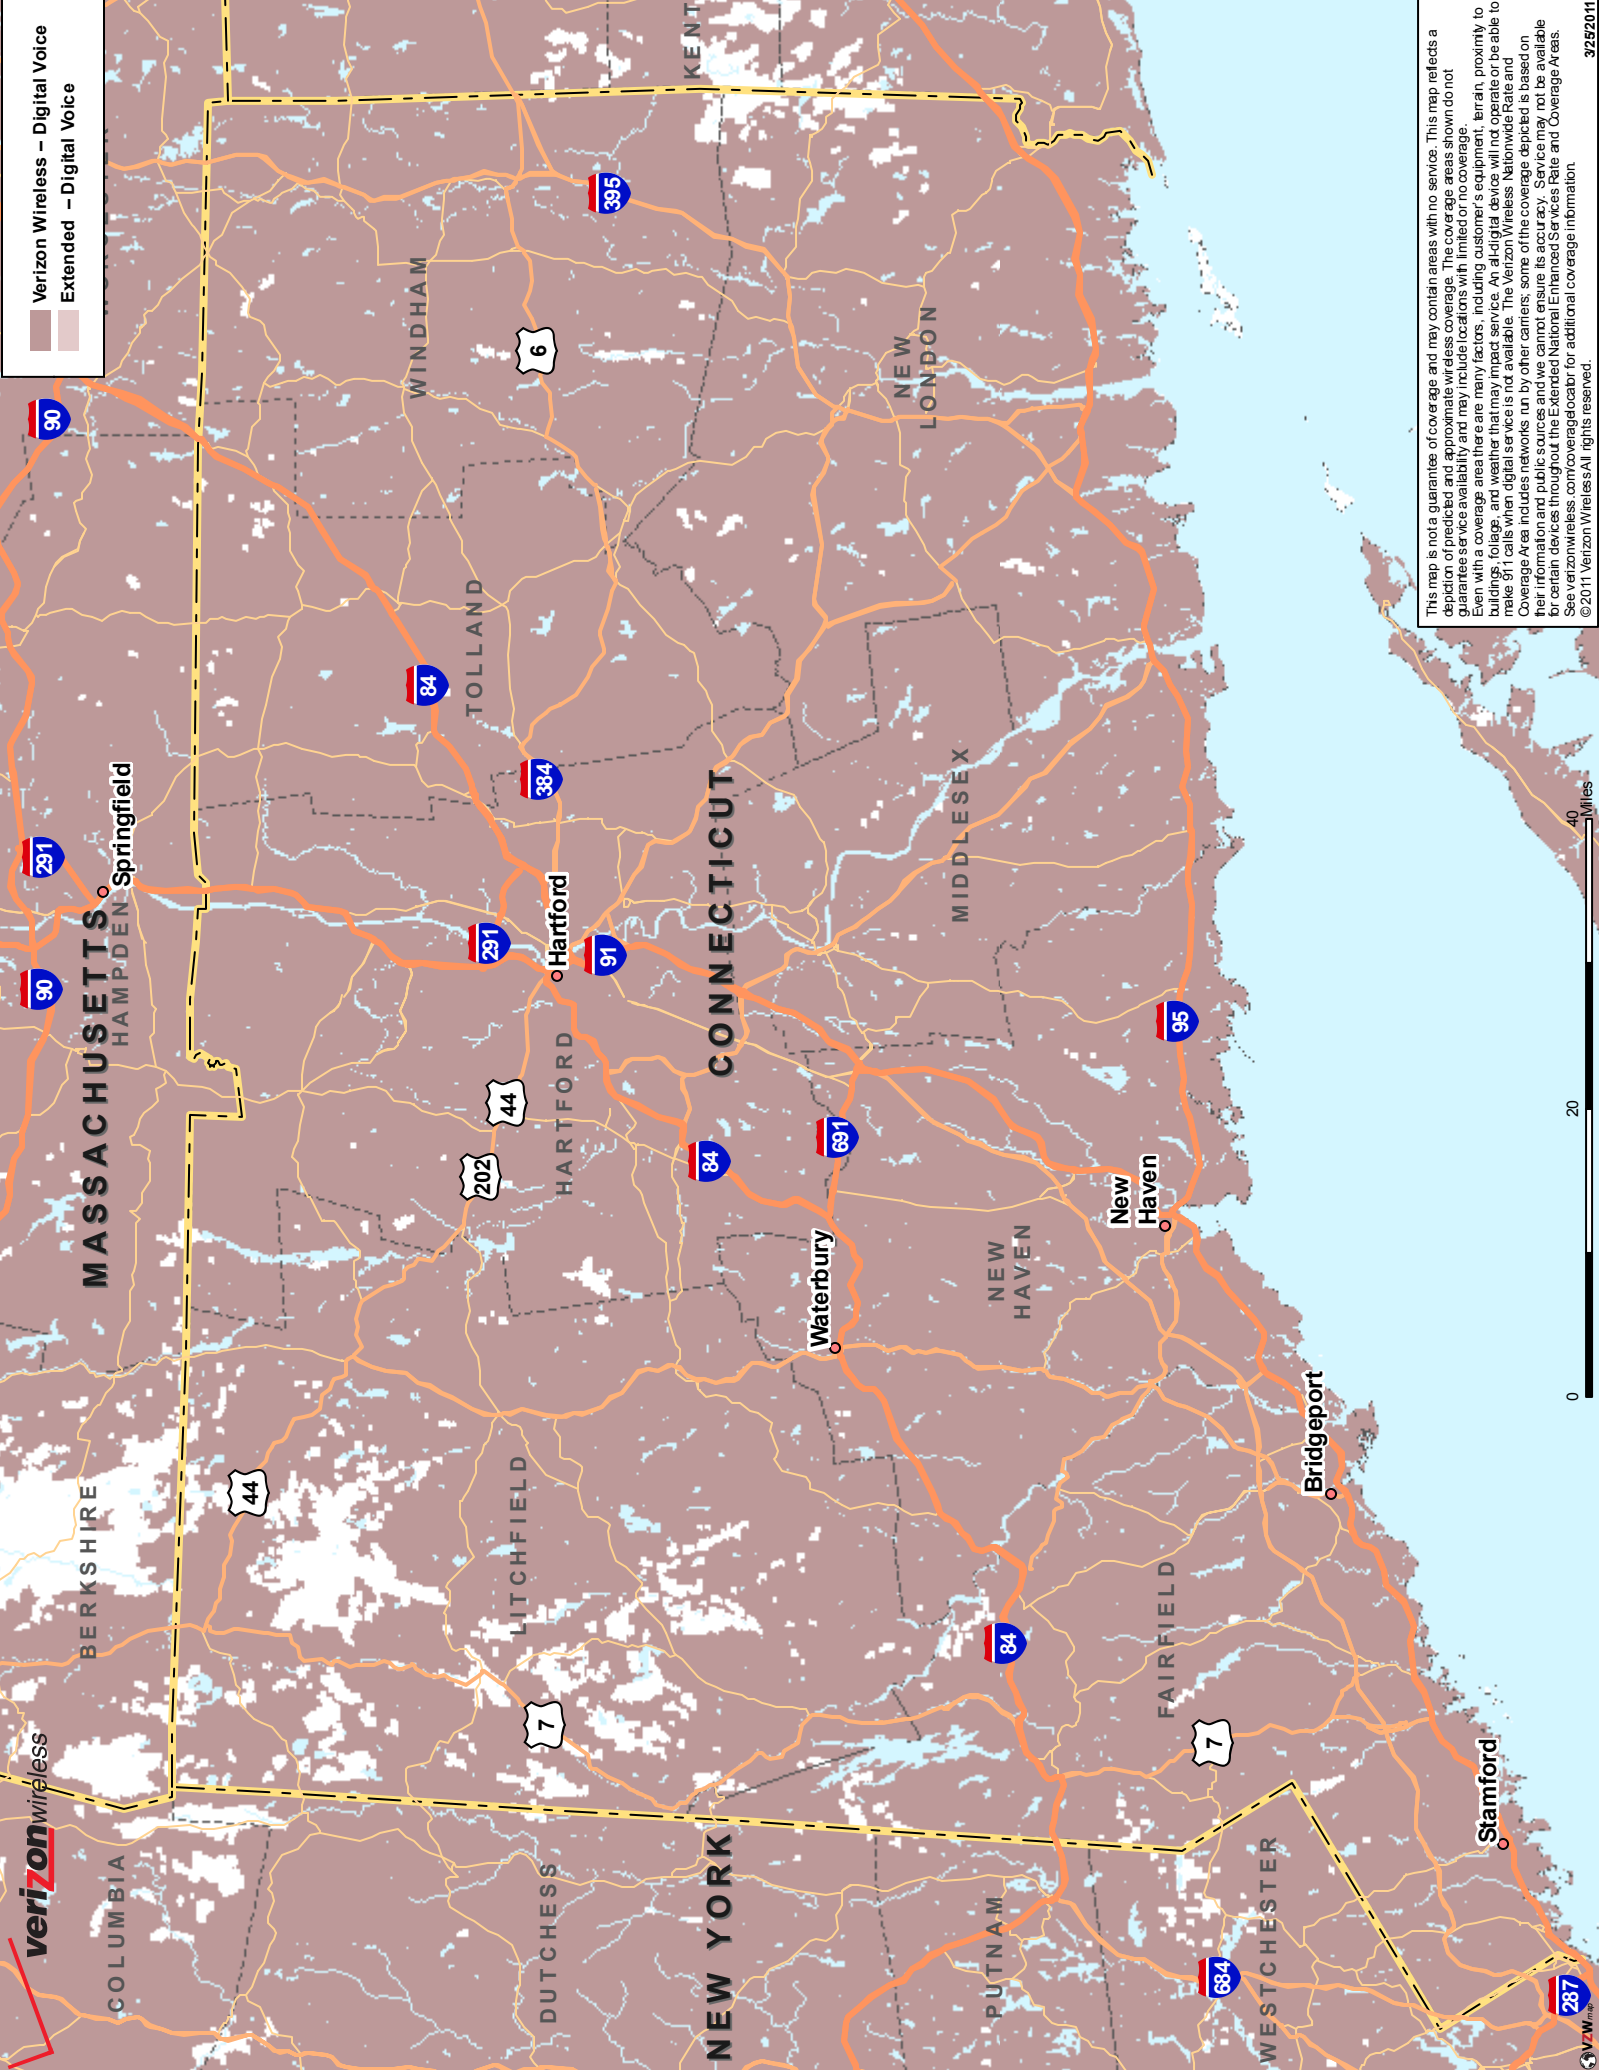 verizonwireless
Verizon Wireless – Digital Voice
Extended – Digital Voice
90
291
90
MASSACHUSETTS
Springfield
HAMPDEN
BERKSHIRE
COLUMBIA
44
WINDHAM
84
TOLLAND
395
6
384
291
Hartford
91
44
202
HARTFORD
LITCHFIELD
7
DUTCHESS
KENT
CONNECTICUT
NEW YORK
84
691
Waterbury
NEW
LONDON
MIDDLESEX
NEW
HAVEN
84
PUTNAM
95
New
Haven
FAIRFIELD
7
684
WESTCHESTER
Bridgeport
Stamford
287
0 20 40
Miles
VZWmap
This map is not a guarantee of coverage and may contain areas with no service. This map reflects a
depiction of predicted and approximate wireless coverage. The coverage areas shown do not
guarantee service availability and may include locations with limited or no coverage.
Even with a coverage area there are many factors, including customer's equipment, terrain, proximity to
buildings, foliage, and weather that may impact service. An all-digital device will not operate or be able to
make 911 calls when digital service is not available. The Verizon Wireless Nationwide Rate and
Coverage Area includes networks run by other carriers; some of the coverage depicted is based on
their information and public sources and we cannot ensure its accuracy. Service may not be available
for certain devices throughout the Extended National Enhanced Services Rate and Coverage Areas.
See verizonwireless.com/coveragelocator for additional coverage information.
©2011 Verizon Wireless All rights reserved.
3/25/2011